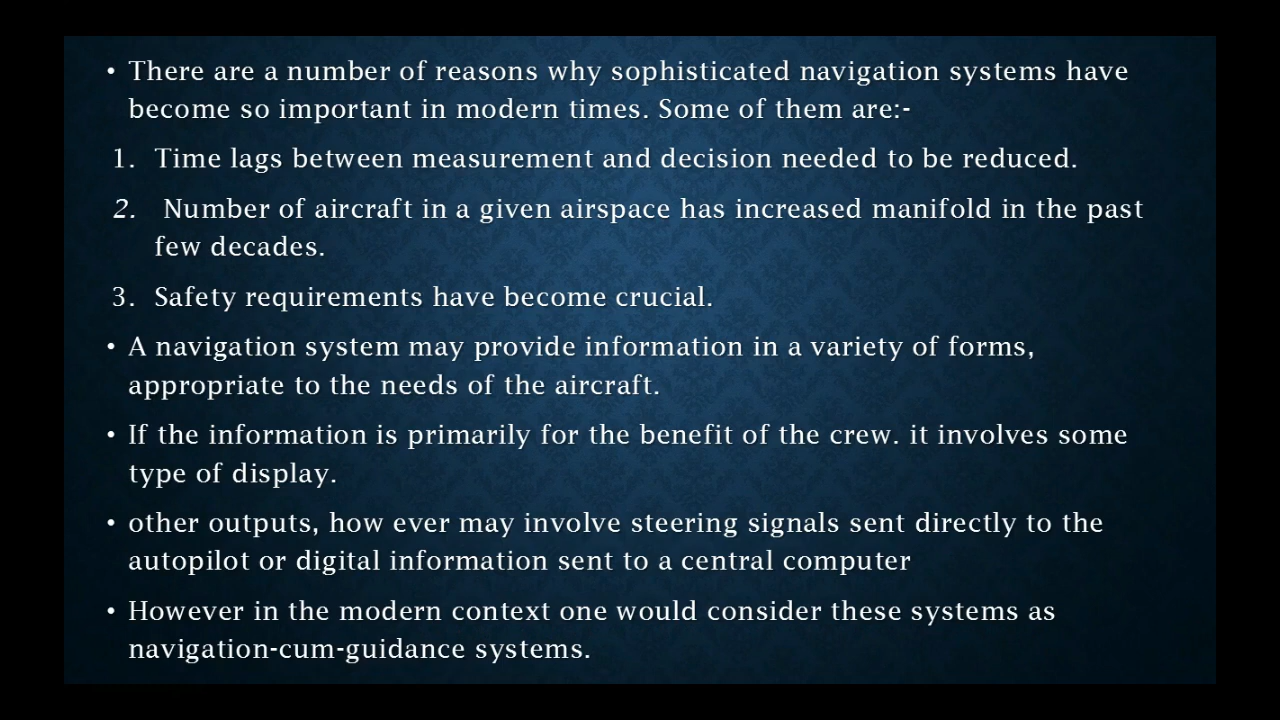 • There are a number of reasons why sophisticated navigation systems have
become so important in modern times. Some of them are:-
1. Time lags between measurement and decision needed to be reduced.
2. Number of aircraft in a given airspace has increased manifold in the past
few decades.
3. Safety requirements have become crucial.
• A navigation system may provide information in a variety of forms,
appropriate to the needs of the aircraft.
• If the information is primarily for the benefit of the crew. it involves some
type of display.
• other outputs, how ever may involve steering signals sent directly to the
autopilot or digital information sent to a central computer
• However in the modern context one would consider these systems as
navigation-cum-guidance systems.